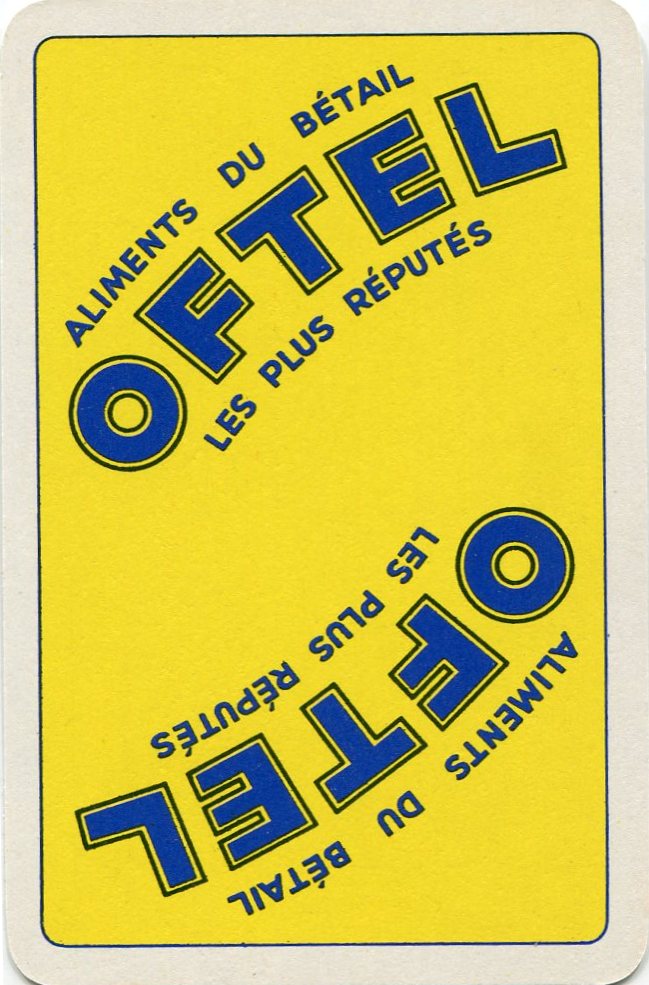 ALIMENTS DU BÉTAIL
OFTEL
LES PLUS RÉPUTÉS
LES PLUS RÉPUTÉS
OFTEL
ALIMENTS DU BÉTAIL